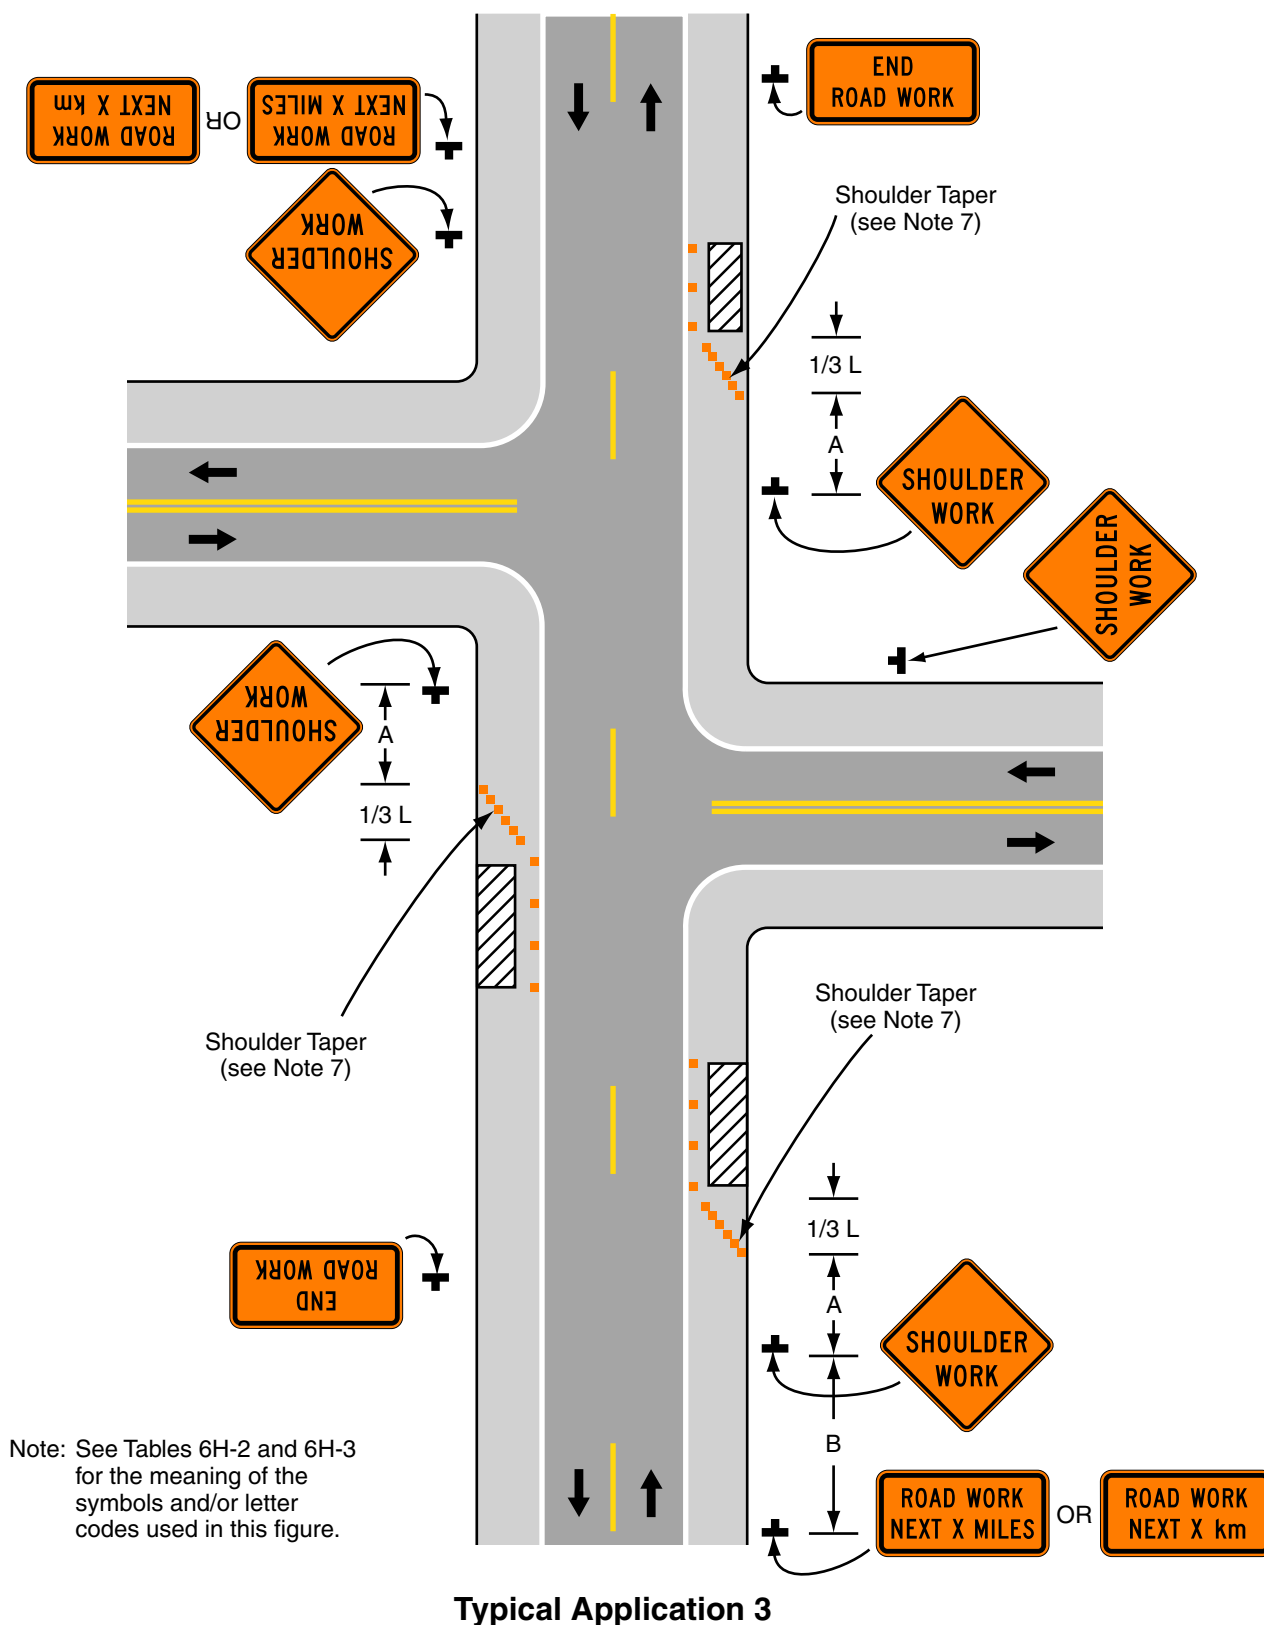 END
ROAD WORK
ROAD WORK
NEXT X km
OR
ROAD WORK
NEXT X MILES
SHOULDER
WORK
Shoulder Taper
(see Note 7)
1/3 L
A
SHOULDER
WORK
SHOULDER
WORK
SHOULDER
WORK
A
1/3 L
Shoulder Taper
(see Note 7)
Shoulder Taper
(see Note 7)
1/3 L
A
END
ROAD WORK
SHOULDER
WORK
B
Note: See Tables 6H-2 and 6H-3
for the meaning of the
symbols and/or letter
codes used in this figure.
ROAD WORK
NEXT X MILES
OR
ROAD WORK
NEXT X km
Typical Application 3